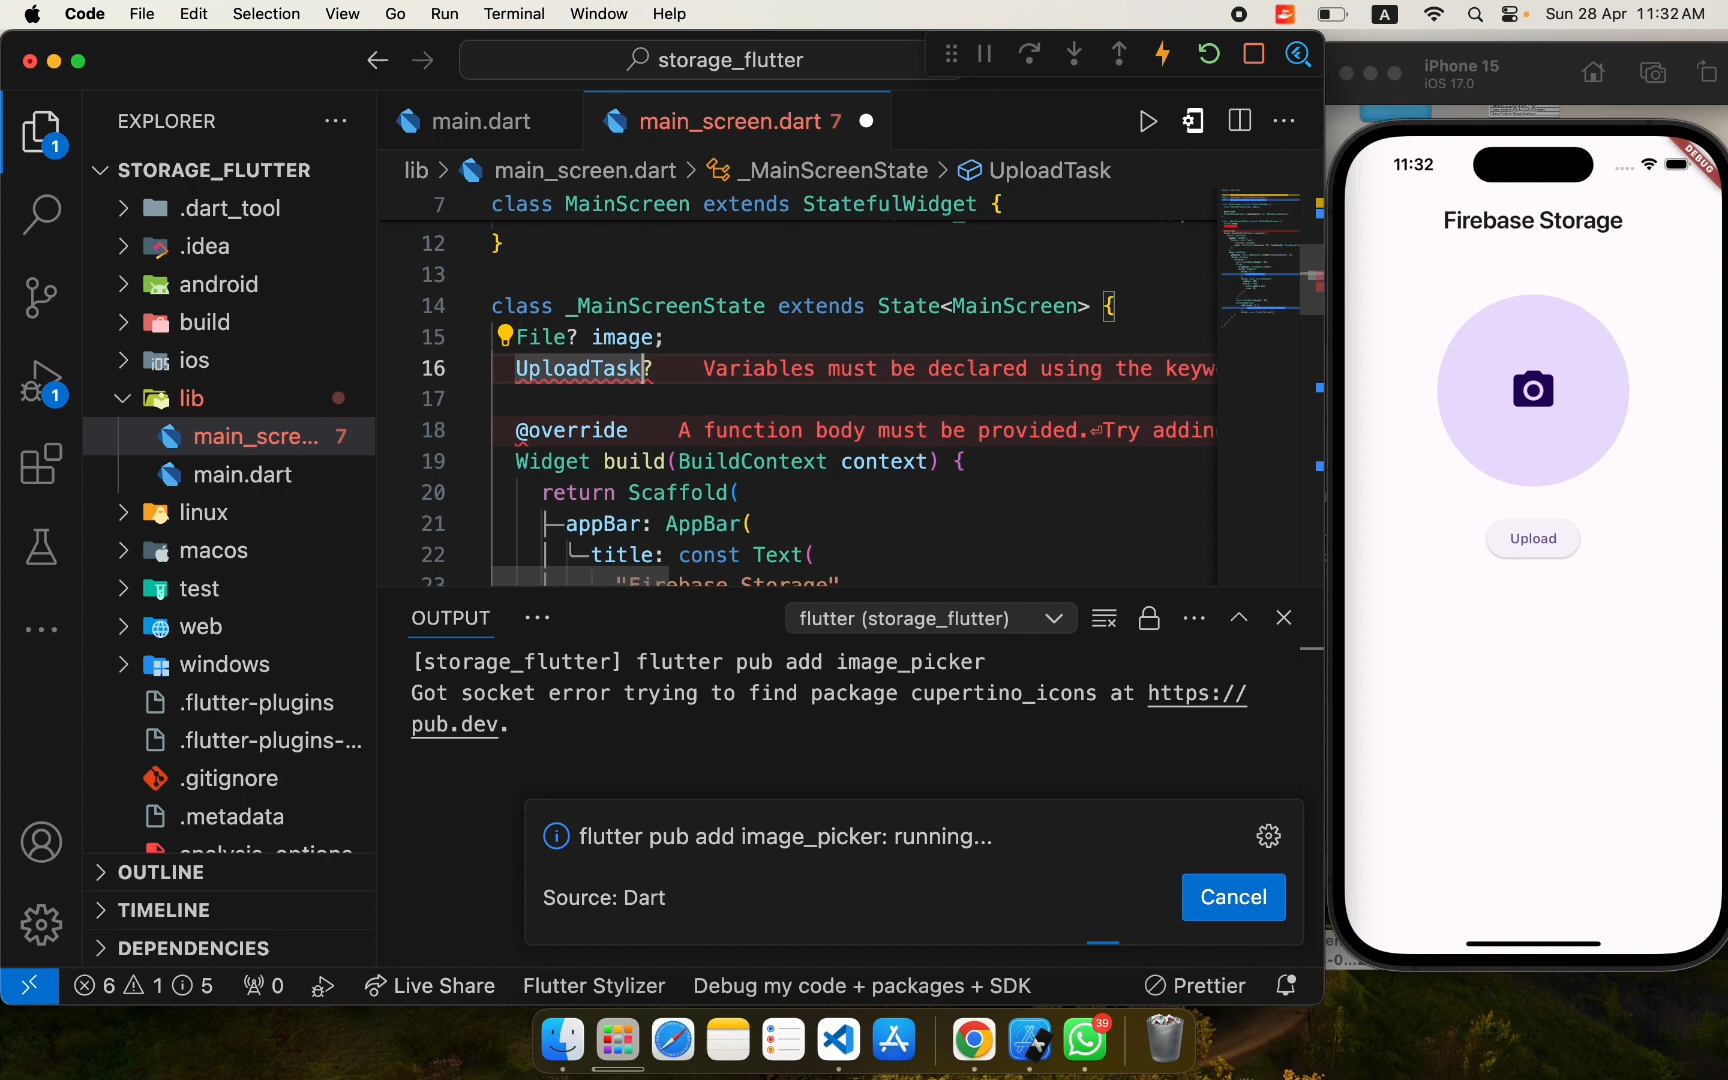 Code File Edit Selection View Go Run Terminal Window Help A Sun 28 Apr 11:32 AM
storage_flutter
iPhone 15
iOS 17.0
EXPLORER
main.dart
main_screen.dart 7
lib > main_screen.dart > _MainScreenState > UploadTask
STORAGE_FLUTTER
.dart_tool
.idea
android
build
ios
lib
main_scre... 7
main.dart
linux
macos
test
web
windows
.flutter-plugins
.flutter-plugins-...
.gitignore
.metadata
OUTLINE
TIMELINE
DEPENDENCIES
1
1
7 class MainScreen extends StatefulWidget {
12 }
13
14 class _MainScreenState extends State<MainScreen> {
15 File? image;
16 UploadTask? Variables must be declared using the keyw
17
18 @override A function body must be provided.⏎Try addin
19 Widget build(BuildContext context) {
20 return Scaffold(
21 appBar: AppBar(
22 title: const Text(
23 "Firebase Storage"
OUTPUT
flutter (storage_flutter)
[storage_flutter] flutter pub add image_picker
Got socket error trying to find package cupertino_icons at https://
pub.dev.
flutter pub add image_picker: running...
Source: Dart
Cancel
6 1 5 0 Live Share Flutter Stylizer Debug my code + packages + SDK Prettier
11:32
DEBUG
Firebase Storage
Upload
39